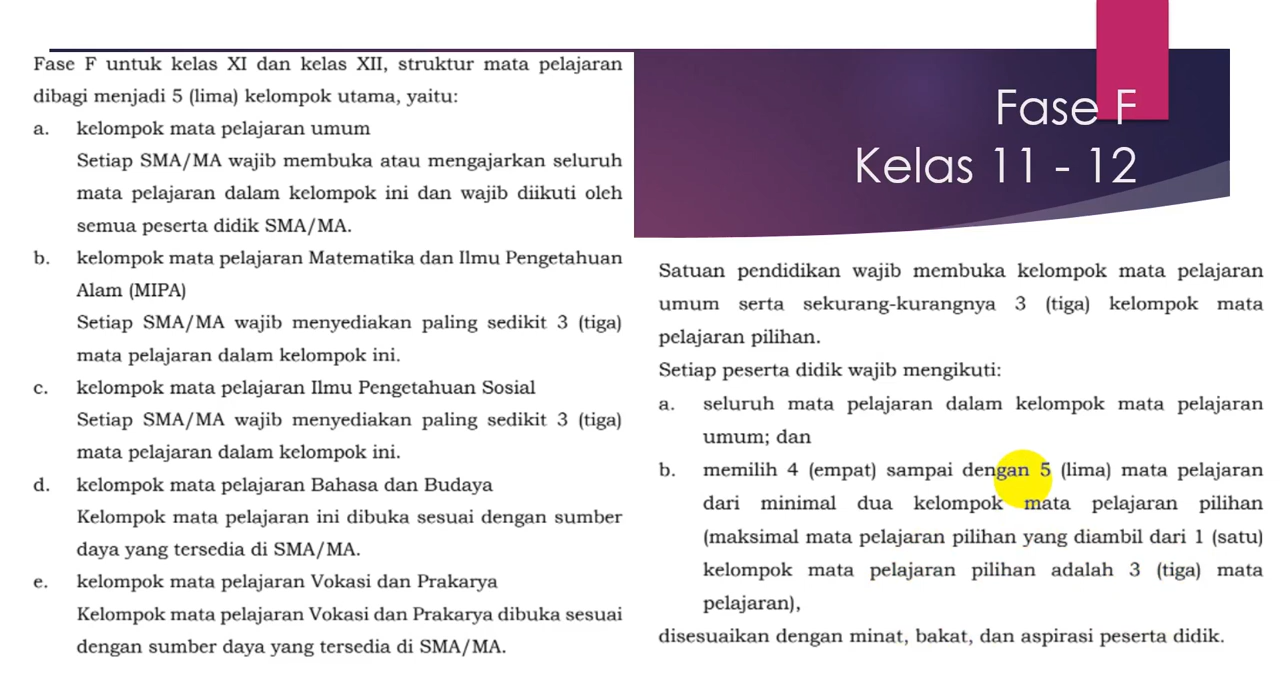 Fase F untuk kelas XI dan kelas XII, struktur mata pelajaran
dibagi menjadi 5 (lima) kelompok utama, yaitu:
a. kelompok mata pelajaran umum
Setiap SMA/MA wajib membuka atau mengajarkan seluruh
mata pelajaran dalam kelompok ini dan wajib diikuti oleh
semua peserta didik SMA/MA.
b. kelompok mata pelajaran Matematika dan Ilmu Pengetahuan
Alam (MIPA)
Setiap SMA/MA wajib menyediakan paling sedikit 3 (tiga)
mata pelajaran dalam kelompok ini.
c. kelompok mata pelajaran Ilmu Pengetahuan Sosial
Setiap SMA/MA wajib menyediakan paling sedikit 3 (tiga)
mata pelajaran dalam kelompok ini.
d. kelompok mata pelajaran Bahasa dan Budaya
Kelompok mata pelajaran ini dibuka sesuai dengan sumber
daya yang tersedia di SMA/MA.
e. kelompok mata pelajaran Vokasi dan Prakarya
Kelompok mata pelajaran Vokasi dan Prakarya dibuka sesuai
dengan sumber daya yang tersedia di SMA/MA.
Fase F
Kelas 11 - 12
Satuan pendidikan wajib membuka kelompok mata pelajaran
umum serta sekurang-kurangnya 3 (tiga) kelompok mata
pelajaran pilihan.
Setiap peserta didik wajib mengikuti:
a. seluruh mata pelajaran dalam kelompok mata pelajaran
umum; dan
b. memilih 4 (empat) sampai dengan 5 (lima) mata pelajaran
dari minimal dua kelompok mata pelajaran pilihan
(maksimal mata pelajaran pilihan yang diambil dari 1 (satu)
kelompok mata pelajaran pilihan adalah 3 (tiga) mata
pelajaran),
disesuaikan dengan minat, bakat, dan aspirasi peserta didik.